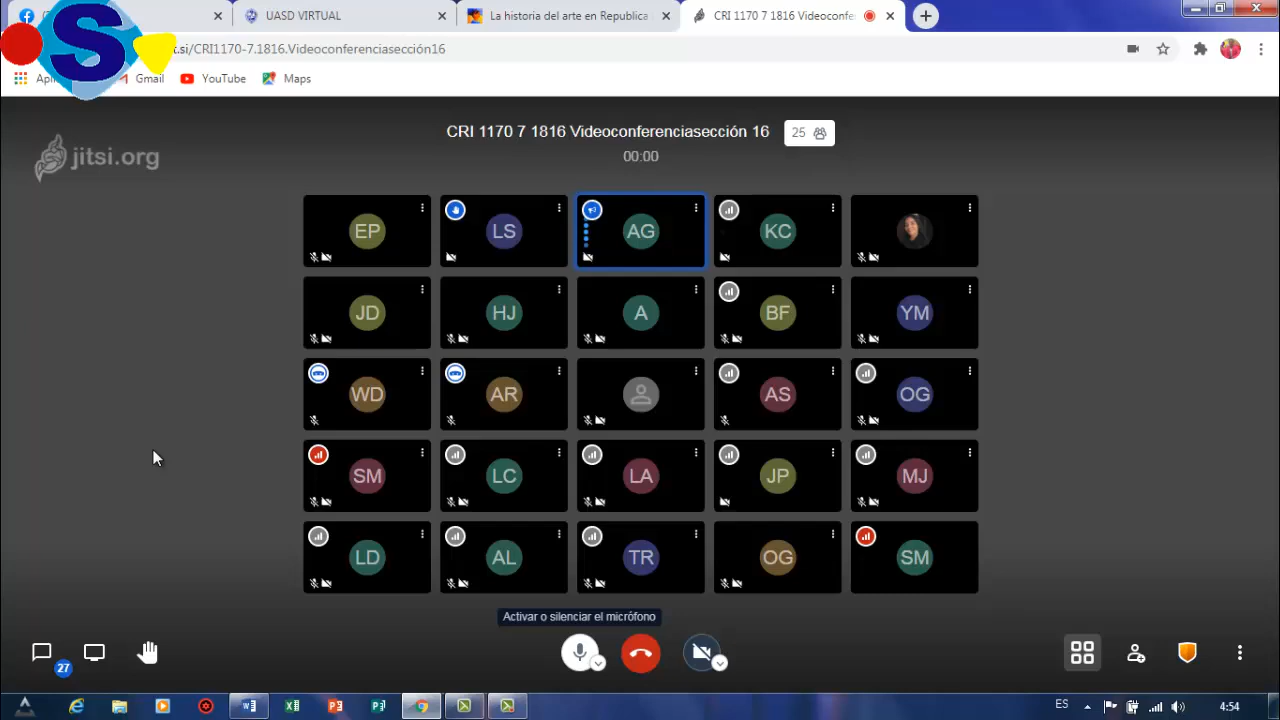 S
UASD VIRTUAL
La historia del arte en Republica
CRI 1170 7 1816 Videoconfe
t.si/CRI1170-7.1816.Videoconferenciasección16
Gmail
YouTube
Maps
jitsi.org
CRI 1170 7 1816 Videoconferenciasección 16
25
00:00
EP
LS
AG
KC
JD
HJ
A
BF
YM
WD
AR
AS
OG
SM
LC
LA
JP
MJ
LD
AL
TR
OG
SM
Activar o silenciar el micrófono
27
ES
4:54